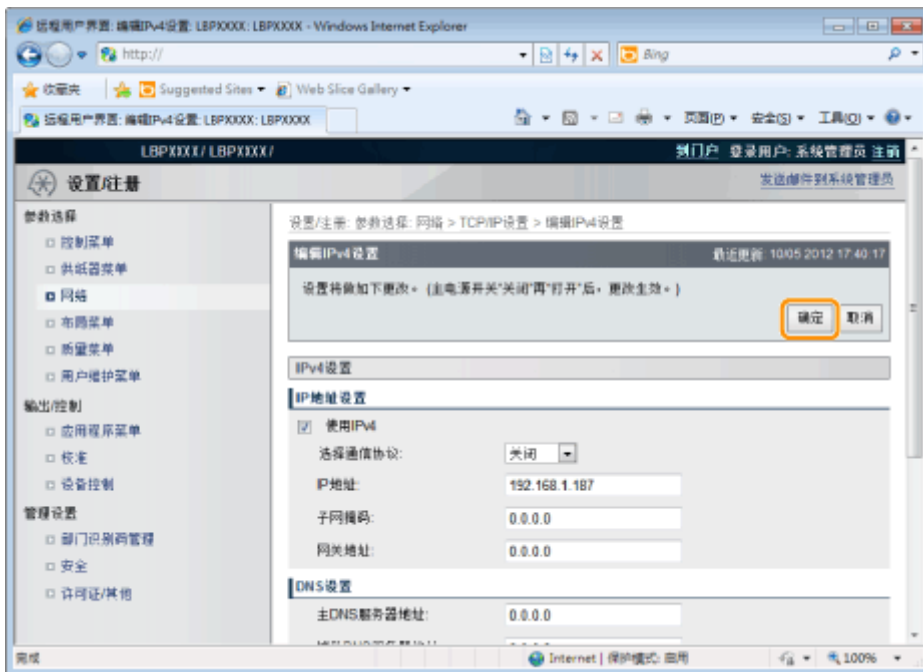 远程用户界面: 编辑IPv4设置: LBPXXXX: LBPXXXX - Windows Internet Explorer
http://
Bing
收藏夹 Suggested Sites Web Slice Gallery
远程用户界面: 编辑IPv4设置: LBPXXXX: LBPXXXX
页面(P) 安全(S) 工具(O)
LBPXXXX/ LBPXXXX/
到门户 登录用户: 系统管理员 注销
设置/注册
发送邮件到系统管理员
参数选择
控制菜单
供纸器菜单
网络
布局菜单
质量菜单
用户维护菜单
输出/控制
应用程序菜单
校准
设备控制
管理设置
部门识别码管理
安全
许可证/其他
设置/注册: 参数选择: 网络 > TCP/IP设置 > 编辑IPv4设置
编辑IPv4设置
最近更新: 10/05 2012 17:40:17
设置将做如下更改。(主电源开关"关闭"再"打开"后，更改生效。)
确定 取消
IPv4设置
IP地址设置
使用IPv4
选择通信协议: 关闭
IP地址: 192.168.1.187
子网掩码: 0.0.0.0
网关地址: 0.0.0.0
DNS设置
主DNS服务器地址: 0.0.0.0
完成
Internet | 保护模式: 启用
100%